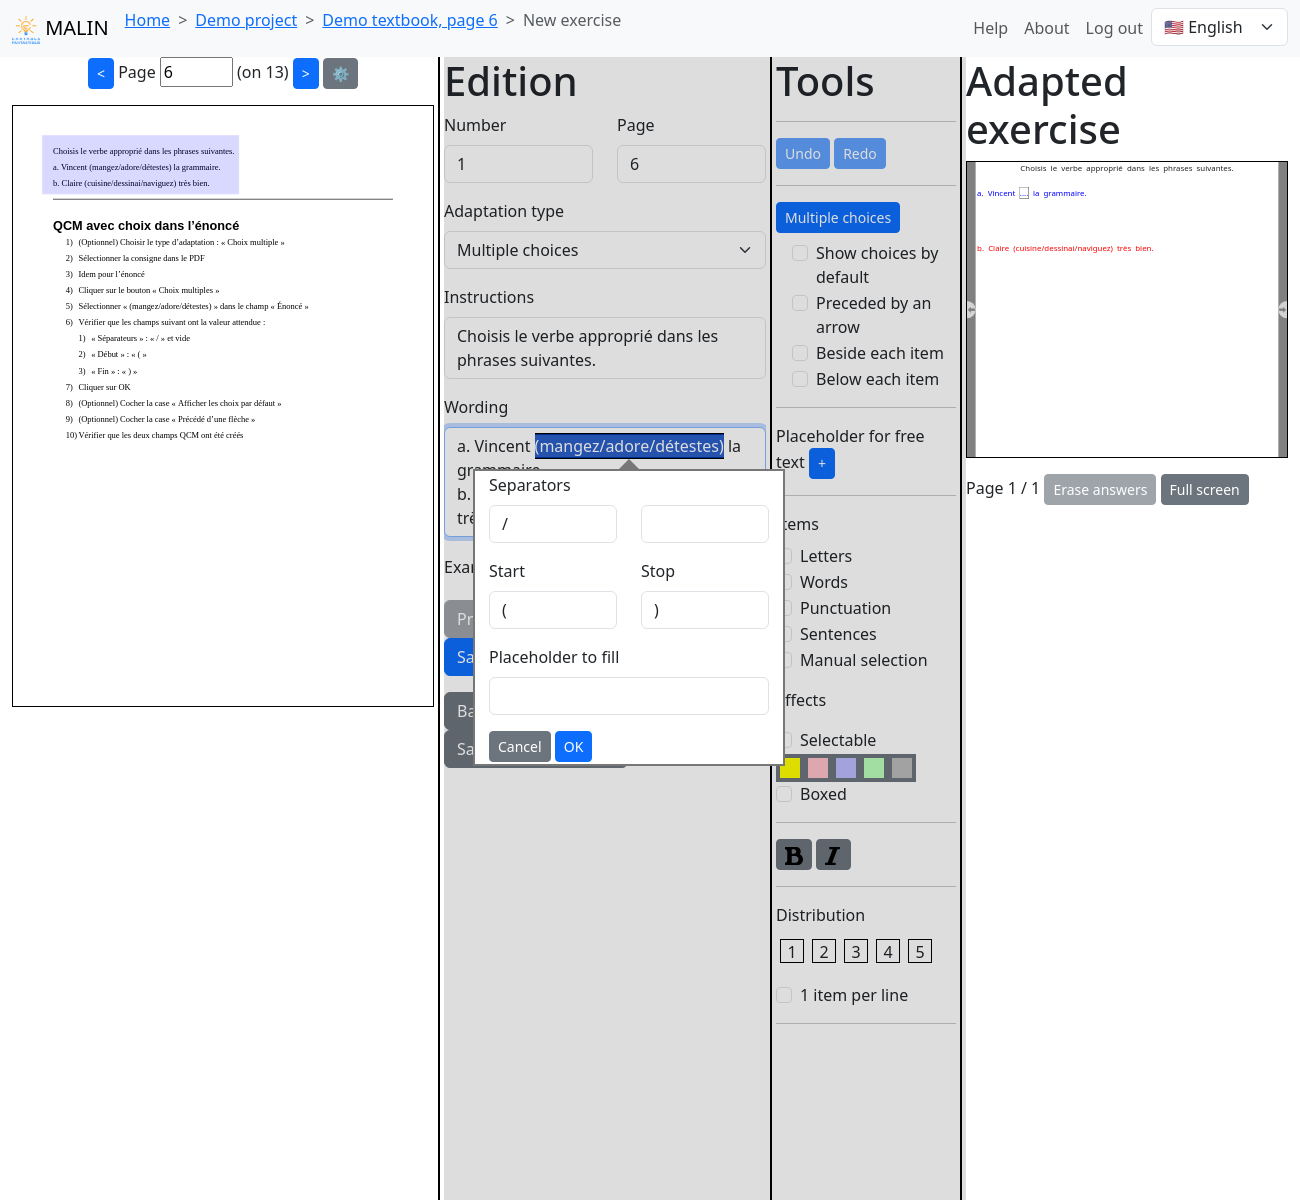 MALIN
Home > Demo project > Demo textbook, page 6 > New exercise
Help About Log out 🇺🇸 English
< Page 6 (on 13) > ⚙️
Choisis le verbe approprié dans les phrases suivantes.
a. Vincent (mangez/adore/détestes) la grammaire.
b. Claire (cuisine/dessinai/naviguez) très bien.
QCM avec choix dans l’énoncé
1) (Optionnel) Choisir le type d’adaptation : « Choix multiple »
2) Sélectionner la consigne dans le PDF
3) Idem pour l’énoncé
4) Cliquer sur le bouton « Choix multiples »
5) Sélectionner « (mangez/adore/détestes) » dans le champ « Énoncé »
6) Vérifier que les champs suivant ont la valeur attendue :
1) « Séparateurs » : « / » et vide
2) « Début » : « ( »
3) « Fin » : « ) »
7) Cliquer sur OK
8) (Optionnel) Cocher la case « Afficher les choix par défaut »
9) (Optionnel) Cocher la case « Précédé d’une flèche »
10) Vérifier que les deux champs QCM ont été créés
Edition
Number Page
1 6
Adaptation type
Multiple choices
Instructions
Choisis le verbe approprié dans les
phrases suivantes.
Wording
a. Vincent (mangez/adore/détestes) la
grammaire.
b.
trè
Exa
Pr
Sa
Ba
Sa
Separators
/
Start Stop
( )
Placeholder to fill
Cancel OK
Tools
Undo Redo
Multiple choices
Show choices by
default
Preceded by an
arrow
Beside each item
Below each item
Placeholder for free
text +
tems
Letters
Words
Punctuation
Sentences
Manual selection
ffects
Selectable
Boxed
B I
Distribution
1 2 3 4 5
1 item per line
Adapted
exercise
Choisis le verbe approprié dans les phrases suivantes.
a. Vincent .... la grammaire.
b. Claire (cuisine/dessinai/naviguez) très bien.
Page 1 / 1 Erase answers Full screen